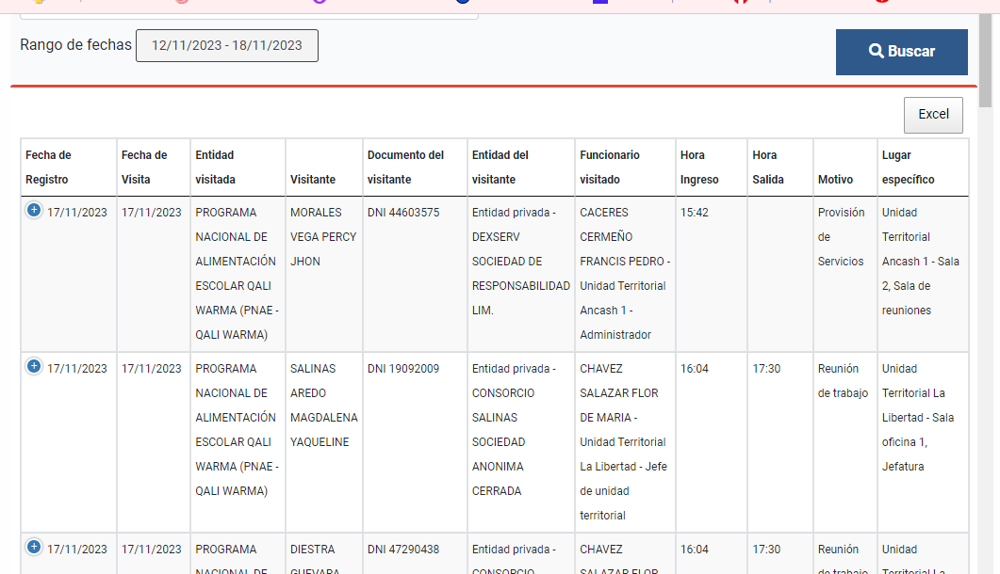 Rango de fechas 12/11/2023 - 18/11/2023
Buscar
Excel
Fecha de Registro
Fecha de Visita
Entidad visitada
Visitante
Documento del visitante
Entidad del visitante
Funcionario visitado
Hora Ingreso
Hora Salida
Motivo
Lugar específico
17/11/2023
17/11/2023
PROGRAMA
NACIONAL DE
ALIMENTACIÓN
ESCOLAR QALI
WARMA (PNAE -
QALI WARMA)
MORALES
VEGA PERCY
JHON
DNI 44603575
Entidad privada -
DEXSERV
SOCIEDAD DE
RESPONSABILIDAD
LIM.
CACERES
CERMEÑO
FRANCIS PEDRO -
Unidad Territorial
Ancash 1 -
Administrador
15:42
Provisión
de
Servicios
Unidad
Territorial
Ancash 1 - Sala
2, Sala de
reuniones
17/11/2023
17/11/2023
PROGRAMA
NACIONAL DE
ALIMENTACIÓN
ESCOLAR QALI
WARMA (PNAE -
QALI WARMA)
SALINAS
AREDO
MAGDALENA
YAQUELINE
DNI 19092009
Entidad privada -
CONSORCIO
SALINAS
SOCIEDAD
ANONIMA
CERRADA
CHAVEZ
SALAZAR FLOR
DE MARIA -
Unidad Territorial
La Libertad - Jefe
de unidad
territorial
16:04
17:30
Reunión
de trabajo
Unidad
Territorial La
Libertad - Sala
oficina 1,
Jefatura
17/11/2023
17/11/2023
PROGRAMA
NACIONAL DE
DIESTRA
GUEVARA
DNI 47290438
Entidad privada -
CONSORCIO
CHAVEZ
SALAZAR FLOR
16:04
17:30
Reunión
de trabajo
Unidad
Territorial La